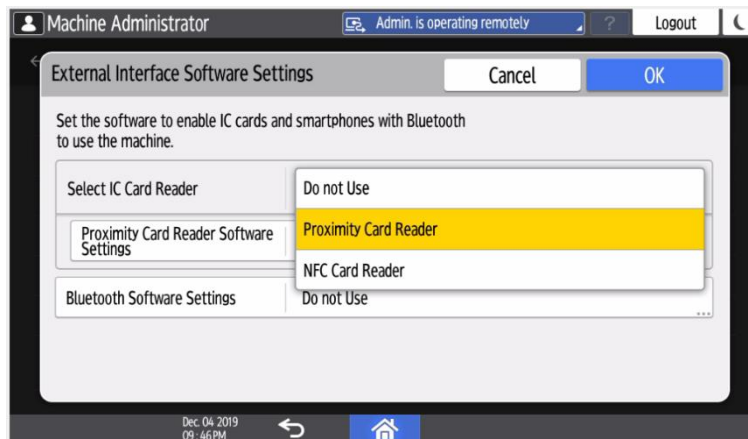 Machine Administrator
Admin. is operating remotely
?
Logout
External Interface Software Settings
Cancel
OK
Set the software to enable IC cards and smartphones with Bluetooth
to use the machine.
Select IC Card Reader
Do not Use
Proximity Card Reader
NFC Card Reader
Proximity Card Reader Software
Settings
Bluetooth Software Settings
Do not Use
...
Dec. 04 2019
09:46 PM